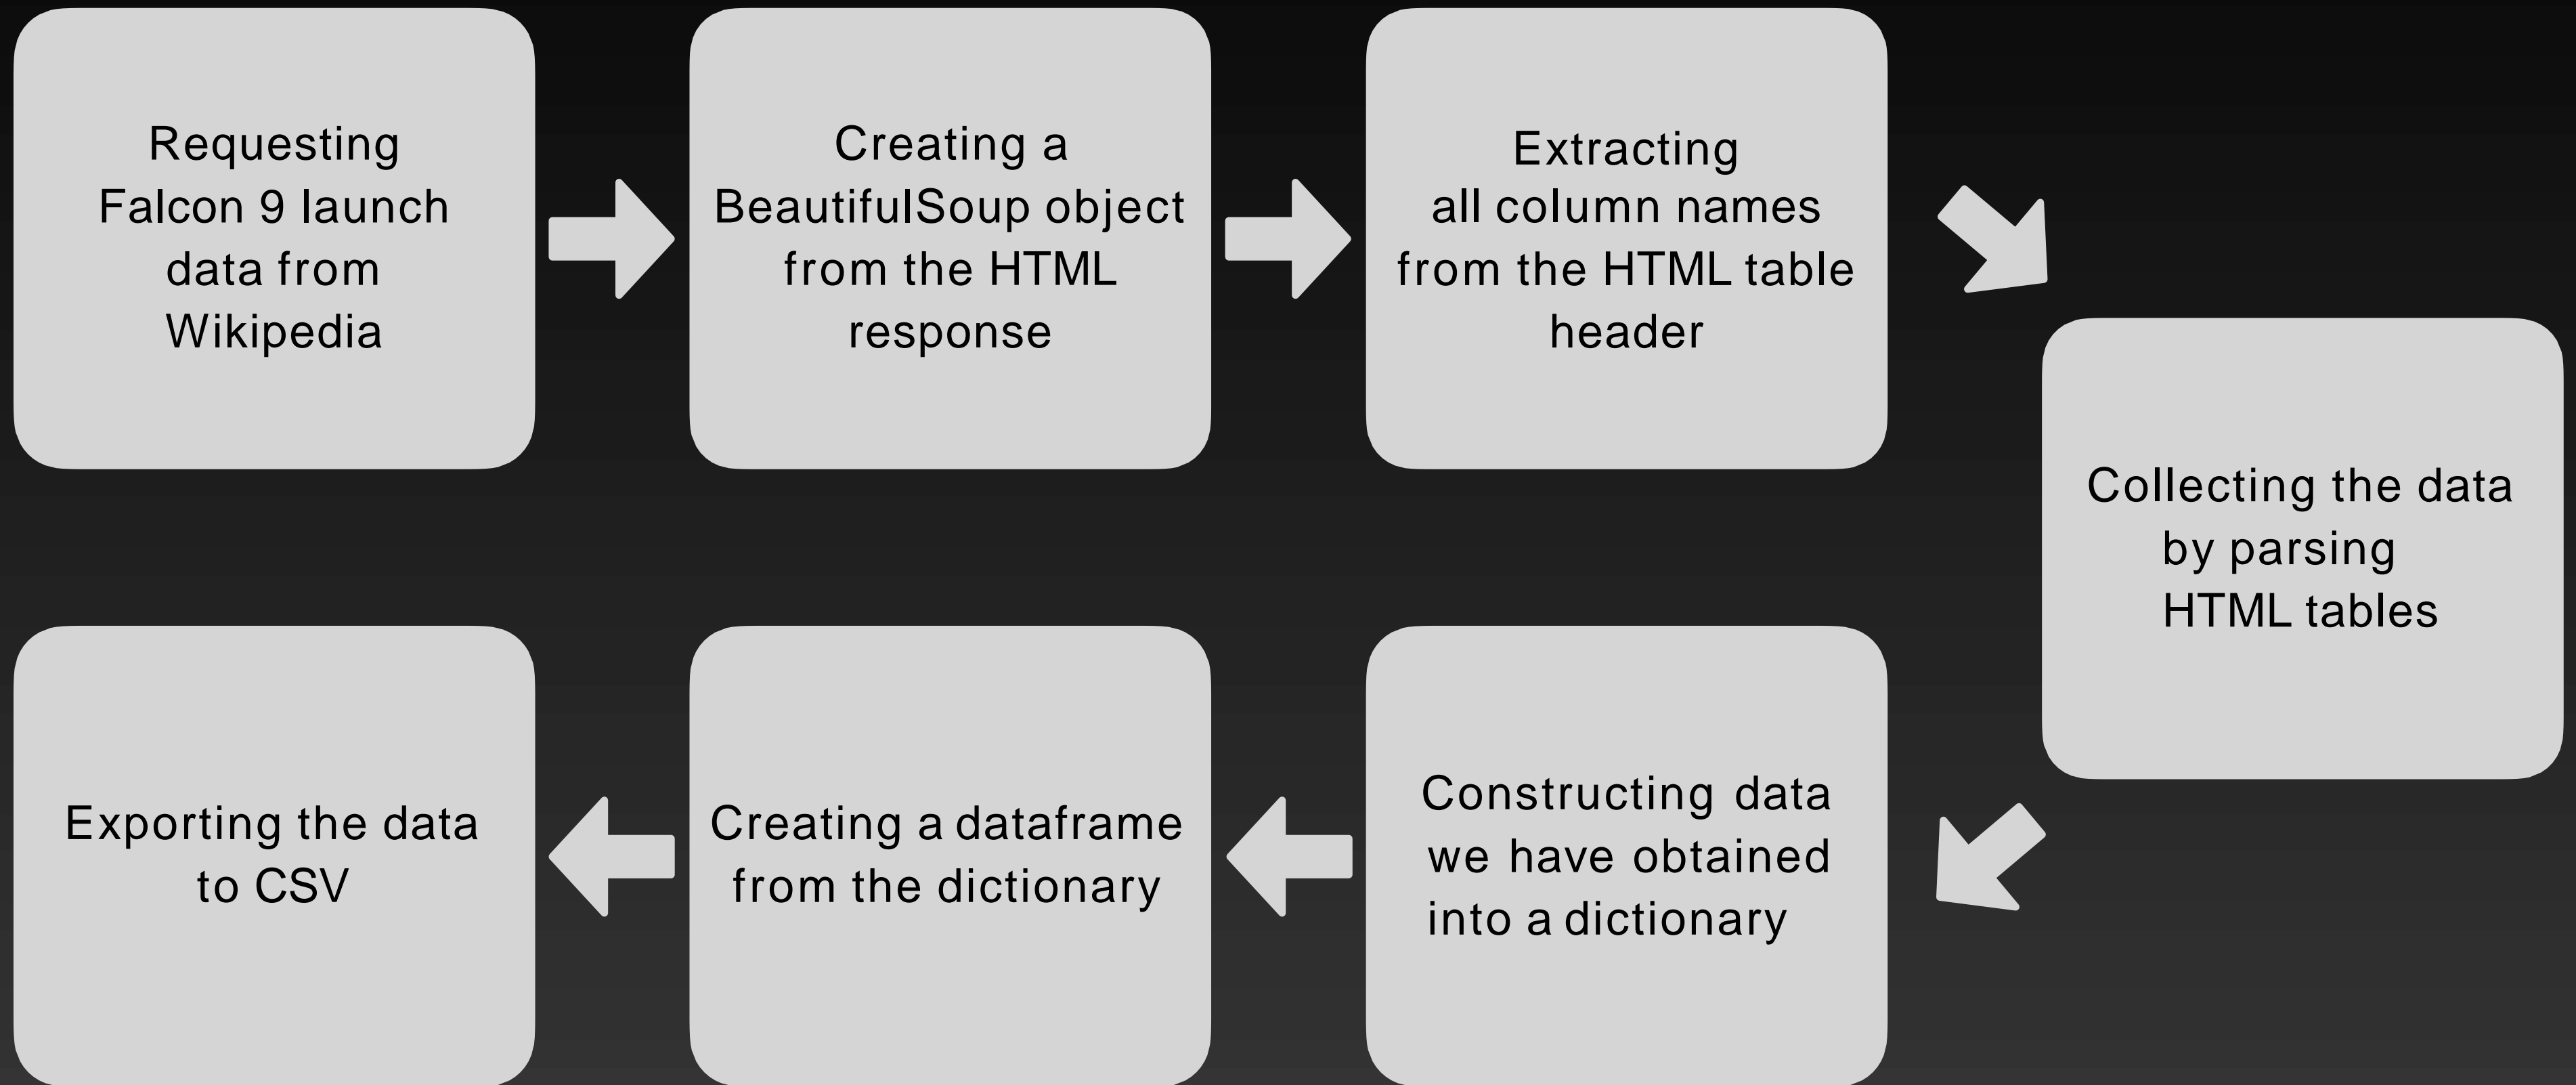 Requesting
Falcon 9 launch
data from
Wikipedia
Creating a
BeautifulSoup object
from the HTML
response
Extracting
all column names
from the HTML table
header
Collecting the data
by parsing
HTML tables
Constructing data
we have obtained
into a dictionary
Creating a dataframe
from the dictionary
Exporting the data
to CSV